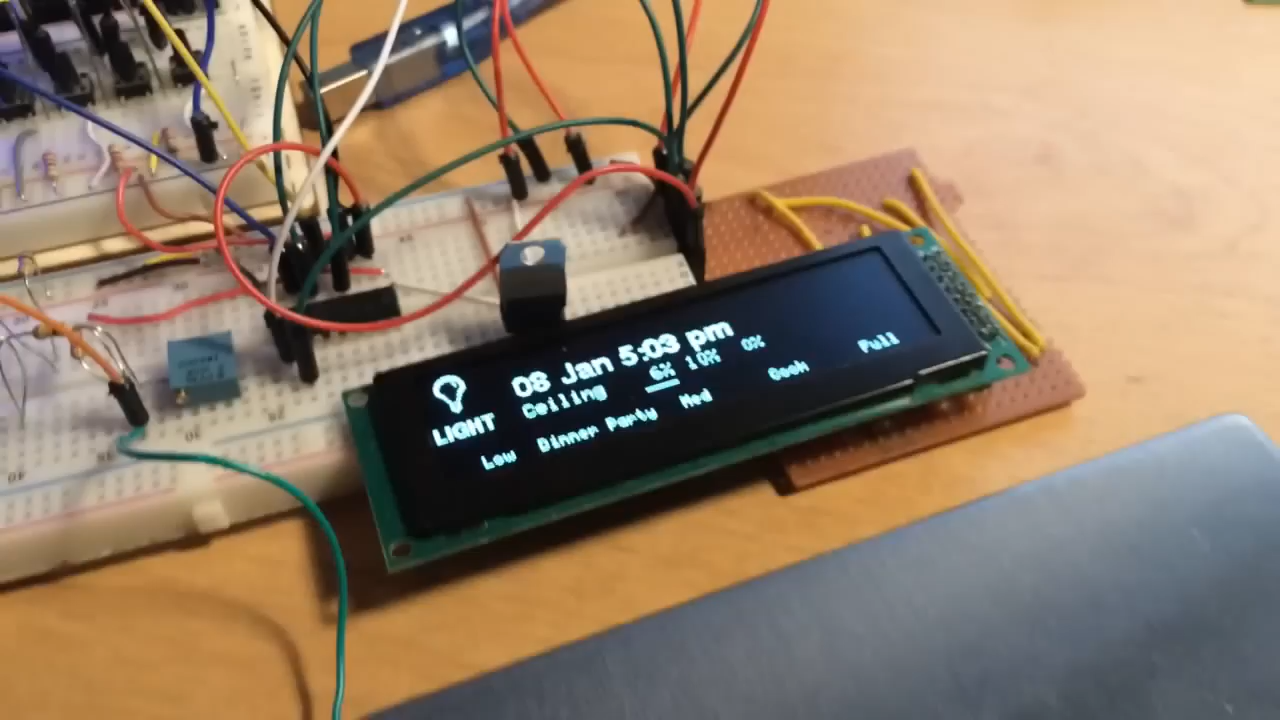 08 Jan 5:03 pm
Ceiling 6% 10% 0%
LIGHT
Low Dinner Party Med Cook Full